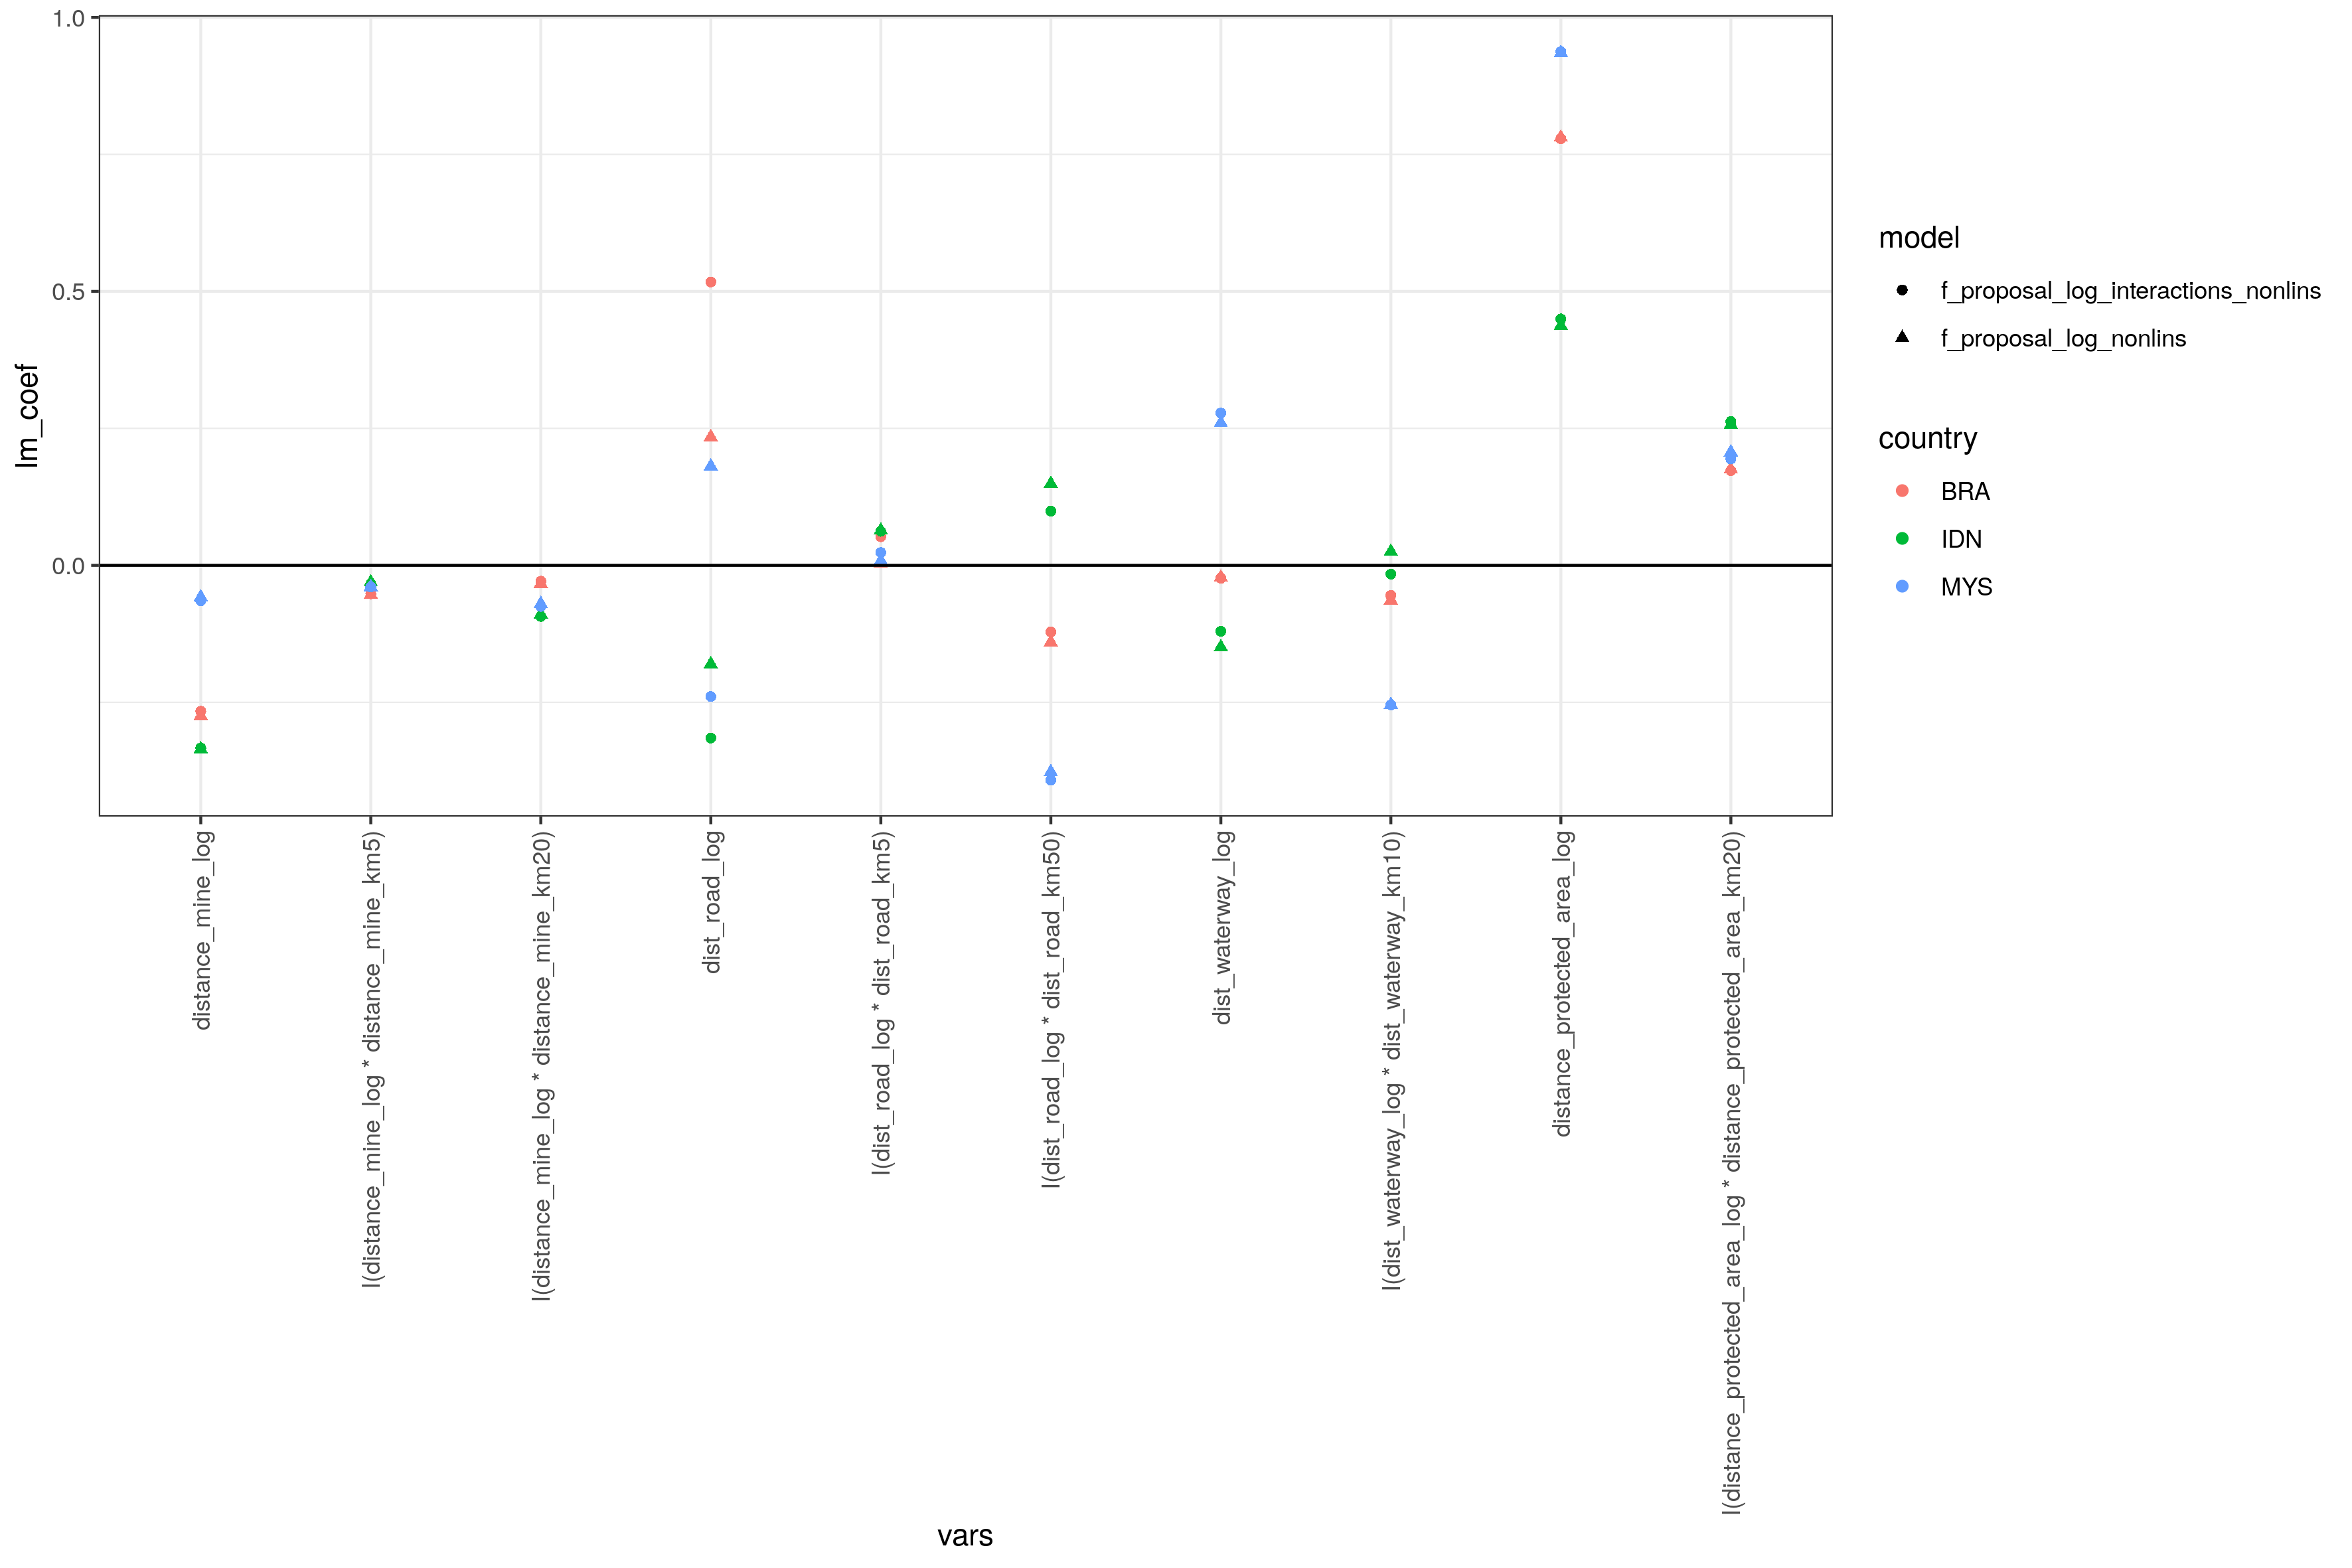 1.0
0.5
0.0
lm_coef
distance_mine_log
I(distance_mine_log * distance_mine_km5)
I(distance_mine_log * distance_mine_km20)
dist_road_log
I(dist_road_log * dist_road_km5)
I(dist_road_log * dist_road_km50)
dist_waterway_log
I(dist_waterway_log * dist_waterway_km10)
distance_protected_area_log
I(distance_protected_area_log * distance_protected_area_km20)
vars
model
f_proposal_log_interactions_nonlins
f_proposal_log_nonlins
country
BRA
IDN
MYS